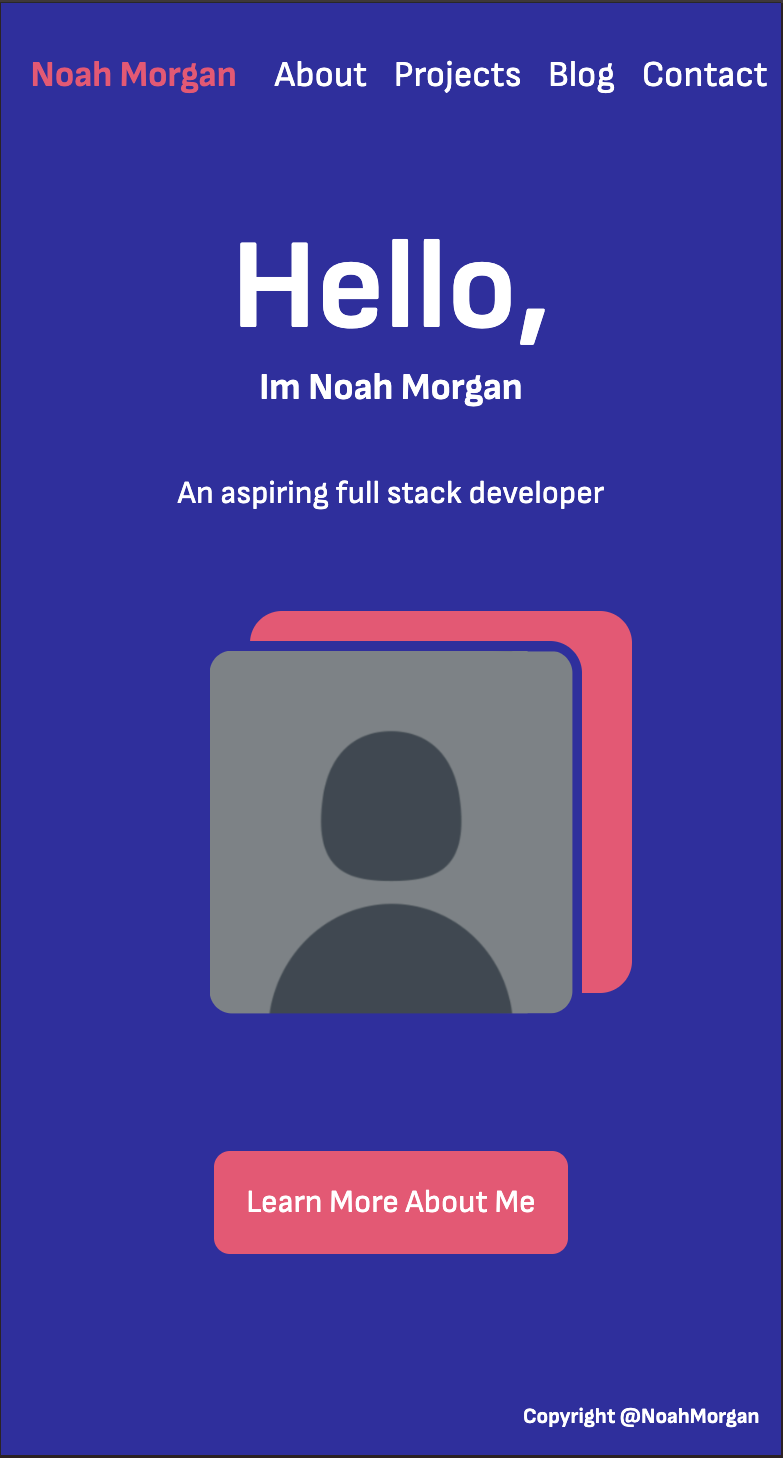 Noah Morgan About Projects Blog Contact
Hello,
Im Noah Morgan
An aspiring full stack developer
Learn More About Me
Copyright @NoahMorgan